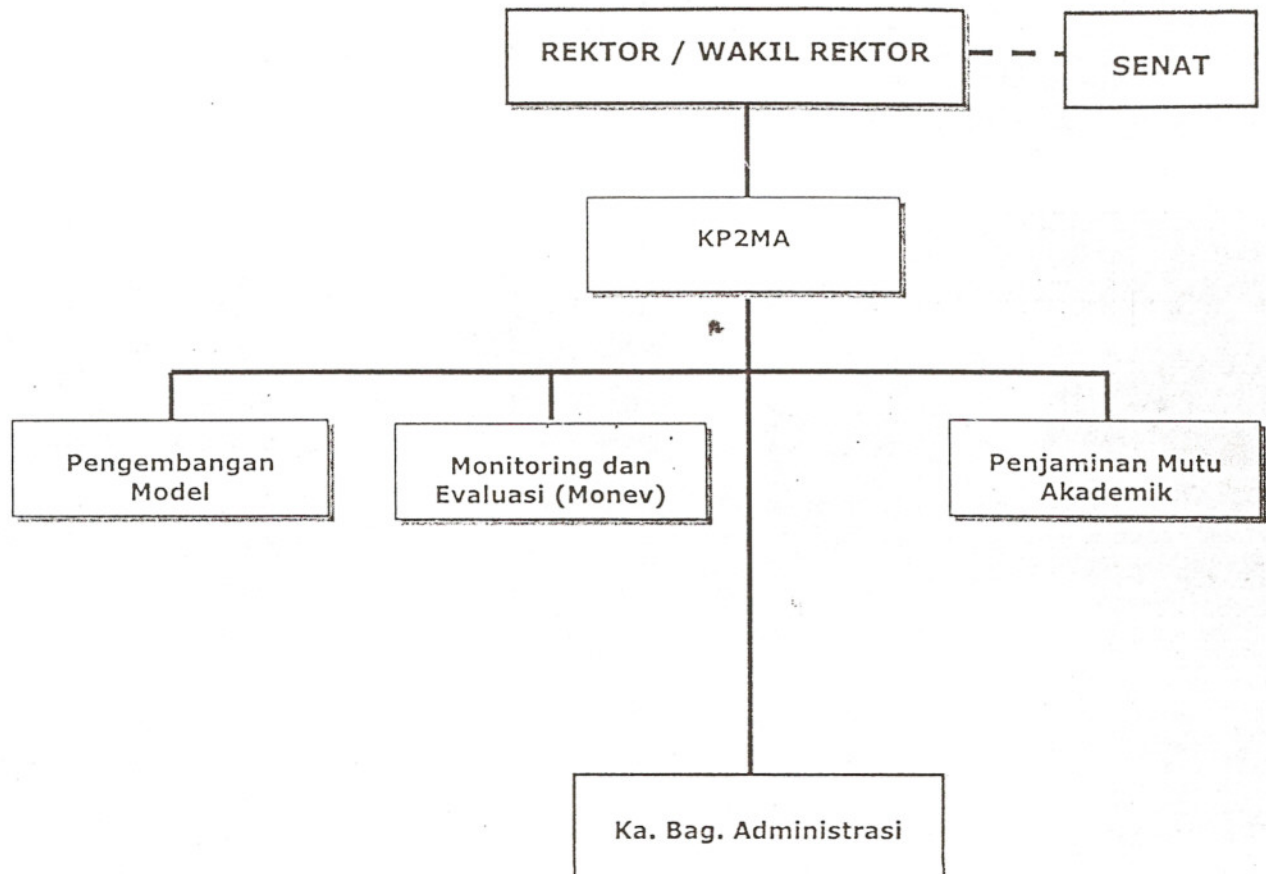 REKTOR / WAKIL REKTOR
SENAT
KP2MA
Pengembangan
Model
Monitoring dan
Evaluasi (Monev)
Penjaminan Mutu
Akademik
Ka. Bag. Administrasi